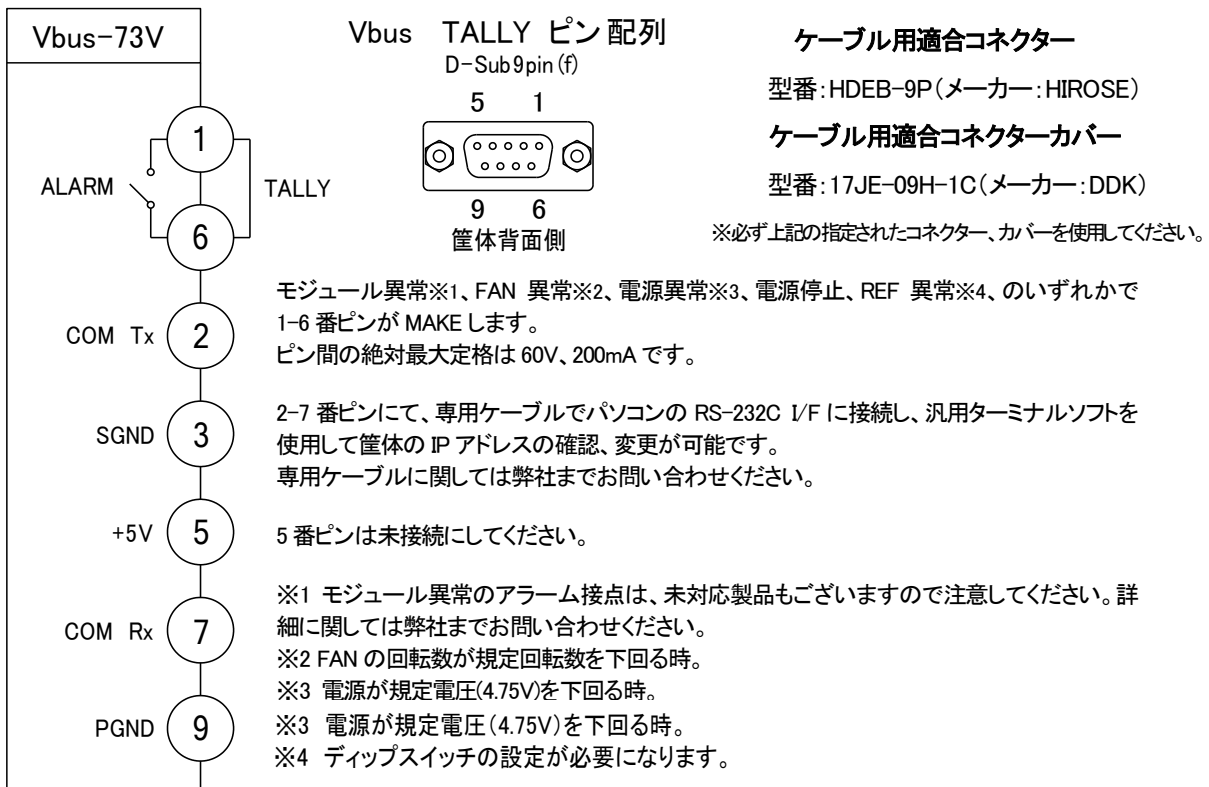 Vbus-73V
1
ALARM
TALLY
6
COM Tx 2
SGND 3
+5V 5
COM Rx 7
PGND 9
Vbus TALLY ピン配列
D-Sub9pin(f)
5 1
9 6
筐体背面側
ケーブル用適合コネクター
型番:HDEB-9P(メーカー:HIROSE)
ケーブル用適合コネクターカバー
型番:17JE-09H-1C(メーカー:DDK)
※必ず上記の指定されたコネクター、カバーを使用してください。
モジュール異常※1、FAN 異常※2、電源異常※3、電源停止、REF 異常※4、のいずれかで
1-6 番ピンが MAKE します。
ピン間の絶対最大定格は 60V、200mA です。
2-7 番ピンにて、専用ケーブルでパソコンの RS-232C I/F に接続し、汎用ターミナルソフトを
使用して筐体の IP アドレスの確認、変更が可能です。
専用ケーブルに関しては弊社までお問い合わせください。
5 番ピンは未接続にしてください。
※1 モジュール異常のアラーム接点は、未対応製品もございますので注意してください。詳
細に関しては弊社までお問い合わせください。
※2 FAN の回転数が規定回転数を下回る時。
※3 電源が規定電圧(4.75V)を下回る時。
※3 電源が規定電圧(4.75V)を下回る時。
※4 ディップスイッチの設定が必要になります。